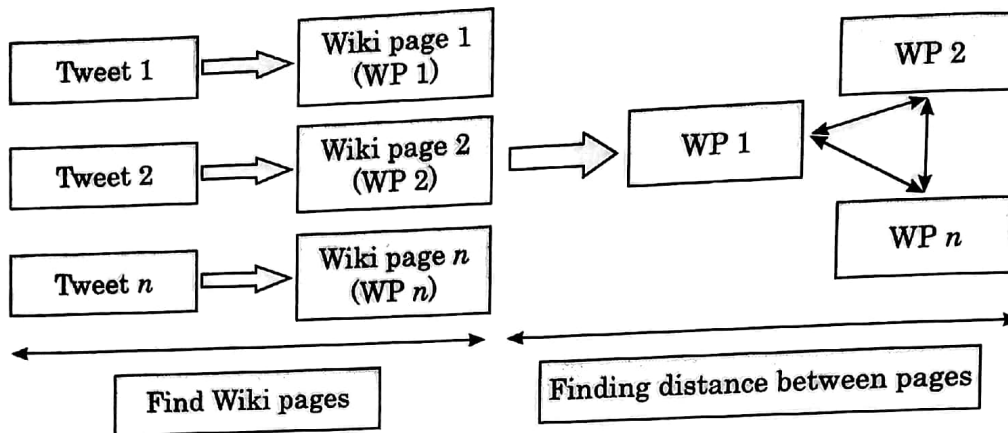 Tweet 1
Wiki page 1
(WP 1)
Tweet 2
Wiki page 2
(WP 2)
Tweet n
Wiki page n
(WP n)
WP 1
WP 2
WP n
Find Wiki pages
Finding distance between pages